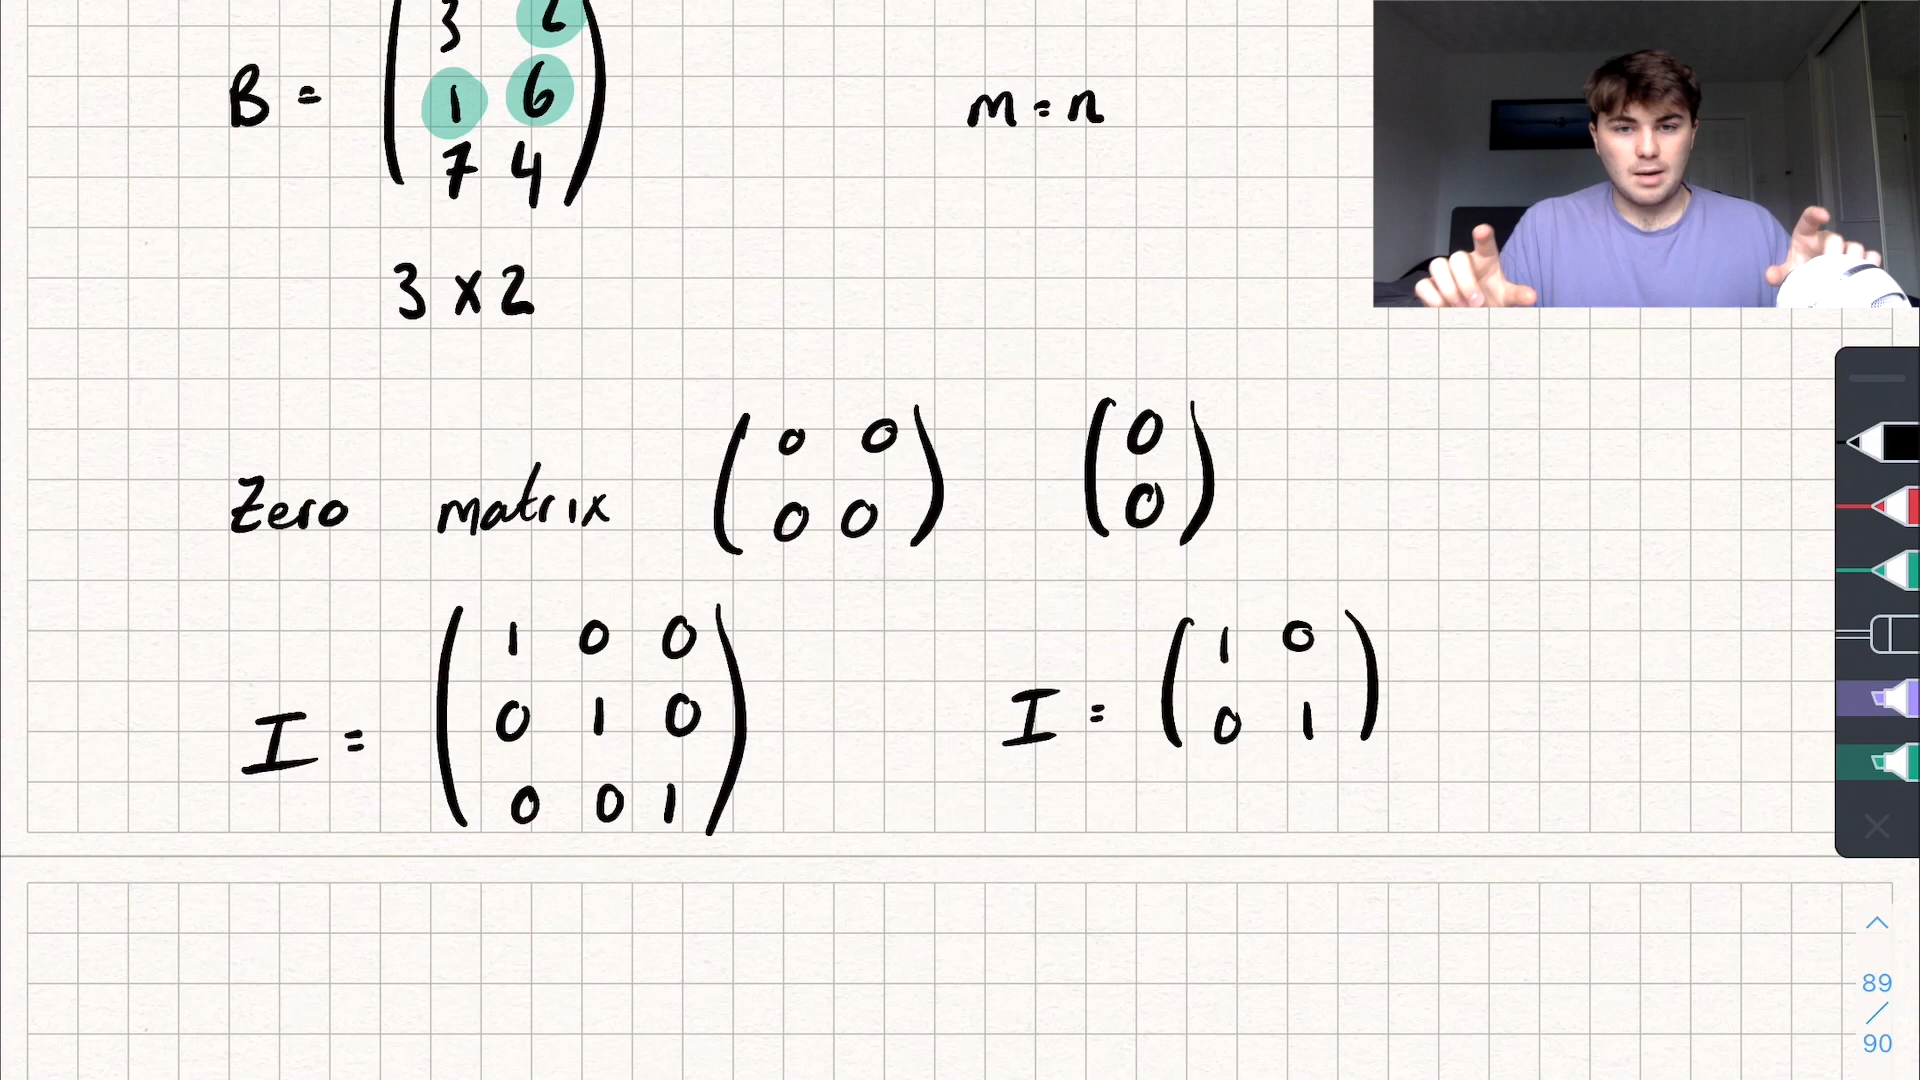 3 2
B = ( 1 6 )
7 4
m = n
3 x 2
Zero matrix ( 0 0 ) ( 0 )
0 0 0
I = ( 1 0 0 ) I = ( 1 0 )
0 1 0 0 1
0 0 1
89
/
90